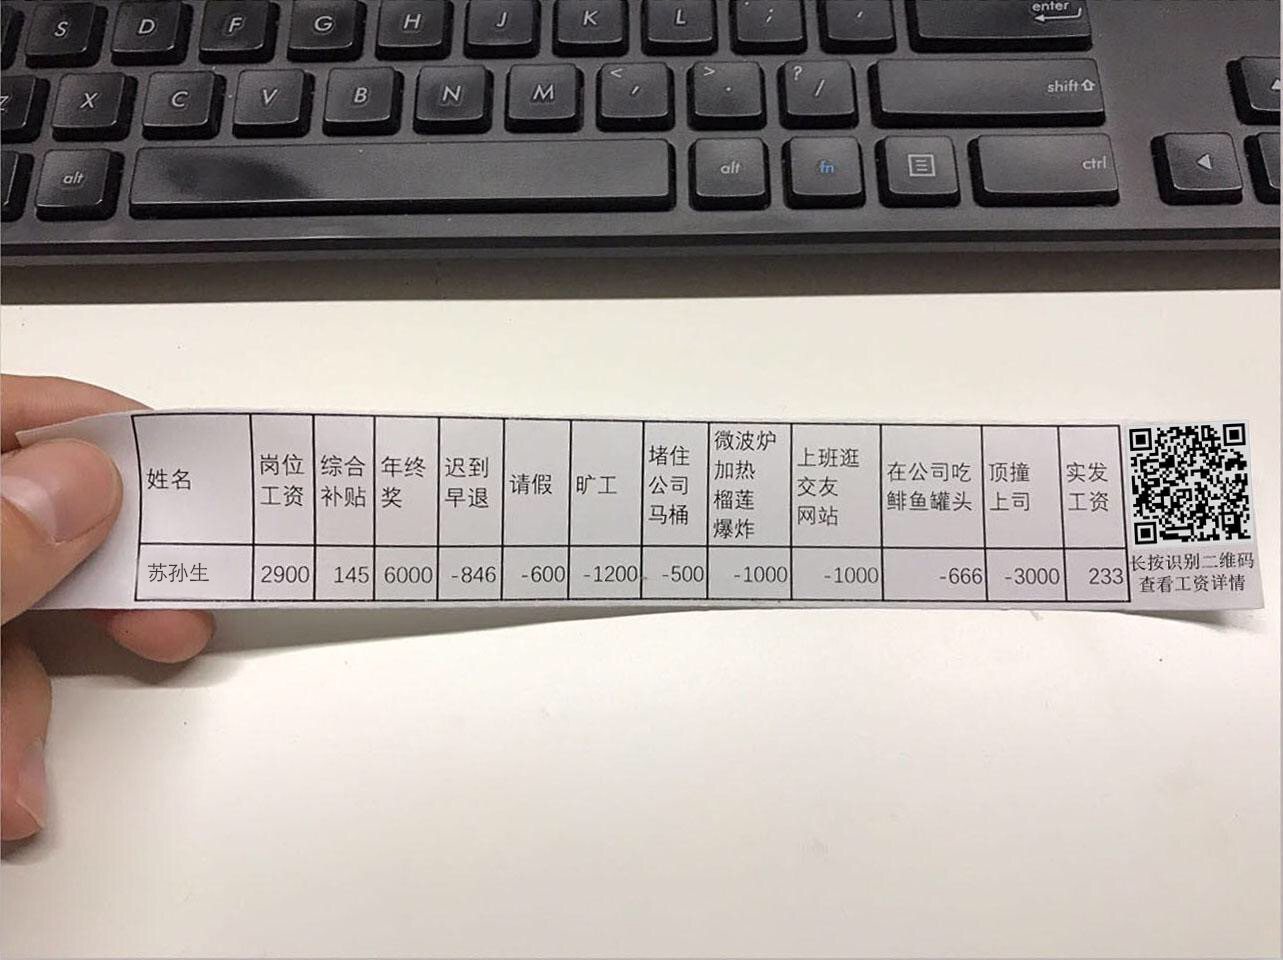 S D F G H J K L ; , enter
Z X C V B N M < , > . ? / shift
alt alt fn ctrl
姓名
岗位
工资
综合
补贴
年终
奖
迟到
早退
请假
旷工
堵住
公司
马桶
微波炉
加热
榴莲
爆炸
上班逛
交友
网站
在公司吃
鲱鱼罐头
顶撞
上司
实发
工资
苏孙生 2900 145 6000 -846 -600 -1200 -500 -1000 -1000 -666 -3000 233
长按识别二维码
查看工资详情